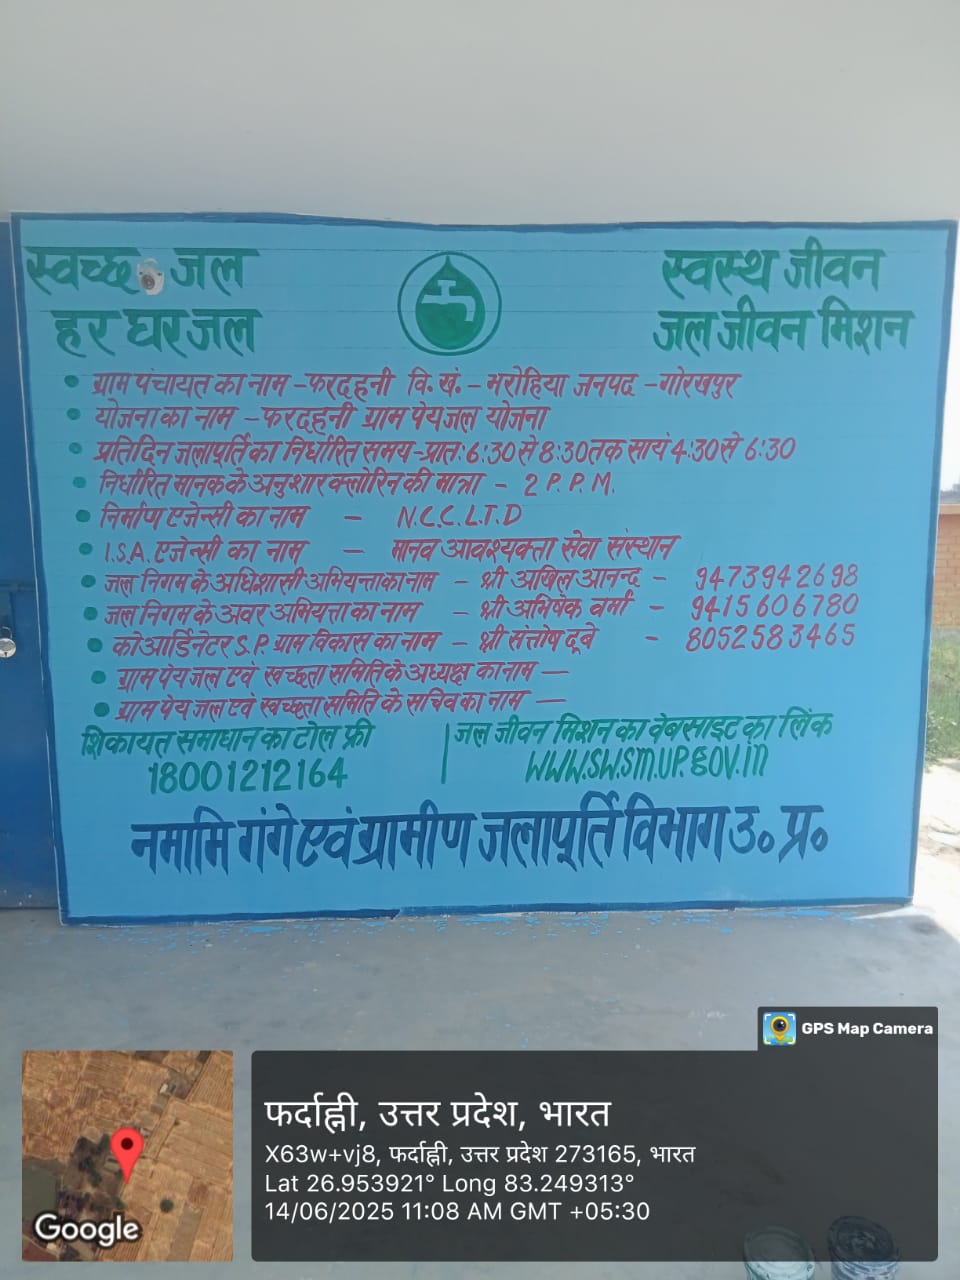 स्वच्छ जल
हर घर जल
स्वस्थ जीवन
जल जीवन मिशन
ग्राम पंचायत का नाम - फरदहनी वि. खं. - भरोहिया जनपद - गोरखपुर
योजना का नाम - फरदहनी ग्राम पेयजल योजना
प्रतिदिन जलापूर्ति का निर्धारित समय - प्रात: 6:30 से 8:30 तक सायं 4:30 से 6:30
निर्धारित मानक के अनुशार क्लोरिन की मात्रा - 2 P.P.M.
निर्माण एजेन्सी का नाम - N.C.C.L.T.D
I.S.A. एजेन्सी का नाम - मानव आवश्यक्ता सेवा संस्थान
जल निगम के अधिशासी अभियन्ता का नाम - श्री अखिल आनन्द - 9473942698
जल निगम के अवर अभियत्ता का नाम - श्री अभिषेक वर्मा - 9415606780
कोआर्डिनेटर S.P. ग्राम विकास का नाम - श्री संत्तोष दूबे - 8052583465
ग्राम पेय जल एवं स्वच्छता समिति के अध्यक्ष का नाम —
ग्राम पेय जल एवं स्वच्छता समिति के सचिव का नाम —
शिकायत समाधान का टोल फ्री
18001212164
जल जीवन मिशन का वेबसाइट का लिंक
WWW.SWSM.UP.GOV.in
नमामि गंगे एवं ग्रामीण जलापूर्ति विभाग उ॰ प्र॰
GPS Map Camera
फर्दाह्नी, उत्तर प्रदेश, भारत
X63w+vj8, फर्दाह्नी, उत्तर प्रदेश 273165, भारत
Lat 26.953921° Long 83.249313°
14/06/2025 11:08 AM GMT +05:30
Google